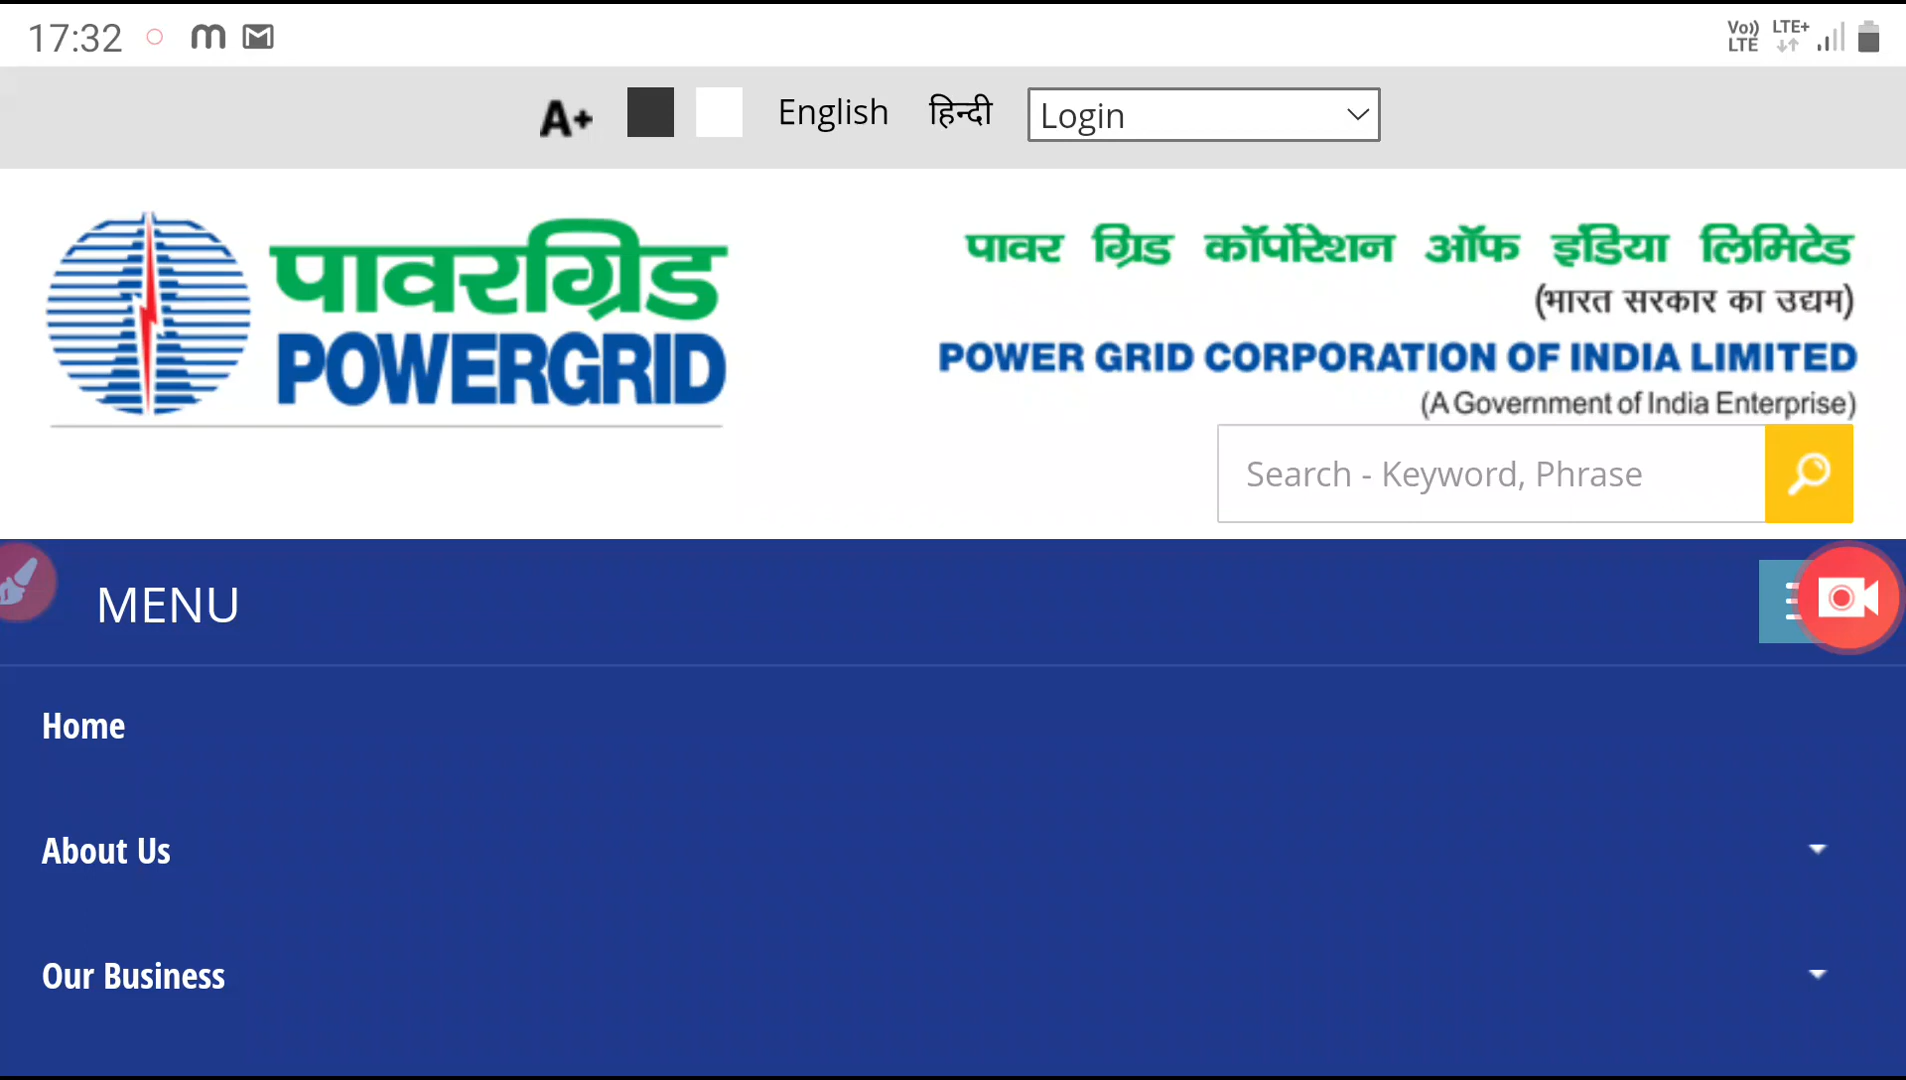 17:32
Vo)) LTE LTE+
A+ English हिन्दी Login
पावरग्रिड
POWERGRID
पावर ग्रिड कॉर्पोरेशन ऑफ इंडिया लिमिटेड
(भारत सरकार का उद्यम)
POWER GRID CORPORATION OF INDIA LIMITED
(A Government of India Enterprise)
Search - Keyword, Phrase
MENU
Home
About Us
Our Business